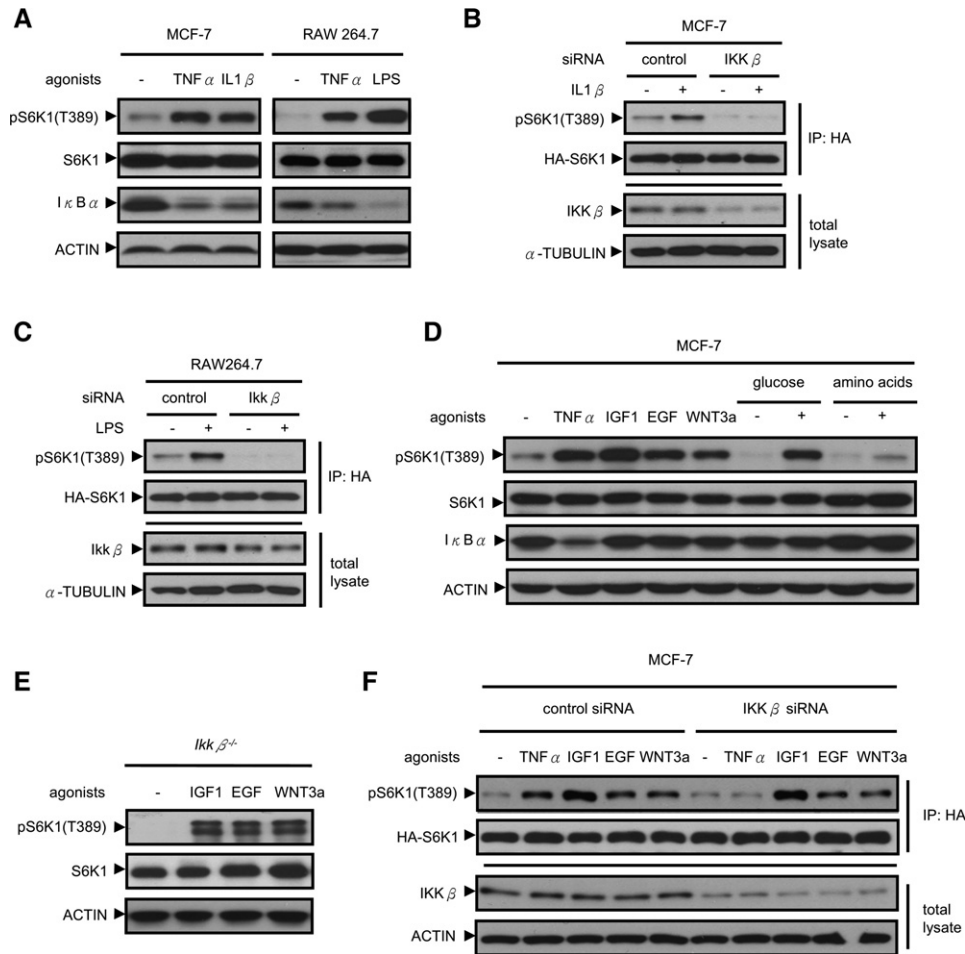 A
MCF-7
RAW 264.7
agonists
- TNFα IL1β
- TNFα LPS
pS6K1(T389)
S6K1
IκBα
ACTIN
B
MCF-7
siRNA
control
IKKβ
IL1β
- + - +
pS6K1(T389)
HA-S6K1
IP: HA
IKKβ
α-TUBULIN
total
lysate
C
RAW264.7
siRNA
control
Ikkβ
LPS
- + - +
pS6K1(T389)
HA-S6K1
IP: HA
Ikkβ
α-TUBULIN
total
lysate
D
MCF-7
glucose
amino acids
agonists
- TNFα IGF1 EGF WNT3a - + - +
pS6K1(T389)
S6K1
IκBα
ACTIN
E
Ikkβ-/-
agonists
- IGF1 EGF WNT3a
pS6K1(T389)
S6K1
ACTIN
F
MCF-7
control siRNA
IKKβ siRNA
agonists
- TNFα IGF1 EGF WNT3a - TNFα IGF1 EGF WNT3a
pS6K1(T389)
HA-S6K1
IP: HA
IKKβ
ACTIN
total
lysate